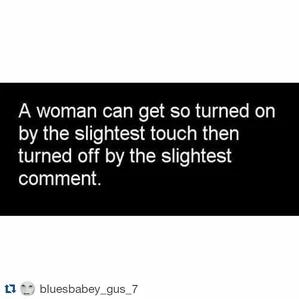 A woman can get so turned on
by the slightest touch then
turned off by the slightest
comment.
bluesbabey_gus_7